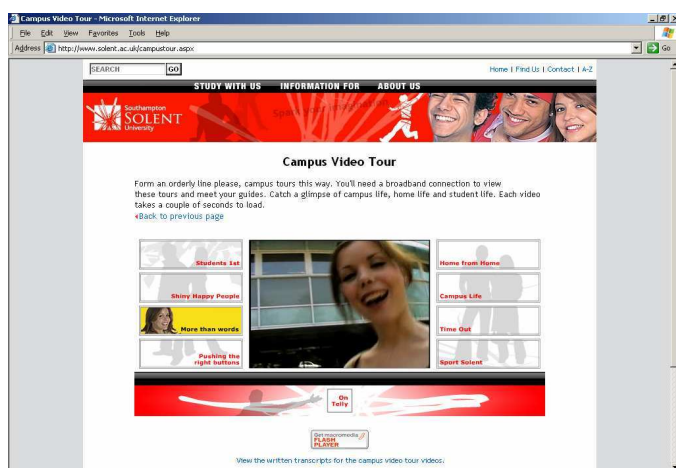 Campus Video Tour - Microsoft Internet Explorer
File Edit View Favorites Tools Help
Address http://www.solent.ac.uk/campustour.aspx Go
SEARCH GO Home | Find Us | Contact | A-Z
STUDY WITH US INFORMATION FOR ABOUT US
Southampton
SOLENT
University
Spark your imagination
Campus Video Tour
Form an orderly line please, campus tours this way. You'll need a broadband connection to view
these tours and meet your guides. Catch a glimpse of campus life, home life and student life. Each video
takes a couple of seconds to load.
Back to previous page
Students 1st
Shiny Happy People
More than words
Pushing the
right buttons
Home from Home
Campus Life
Time Out
Sport Solent
On
Telly
Get macromedia
FLASH
PLAYER
View the written transcripts for the campus video tour videos.